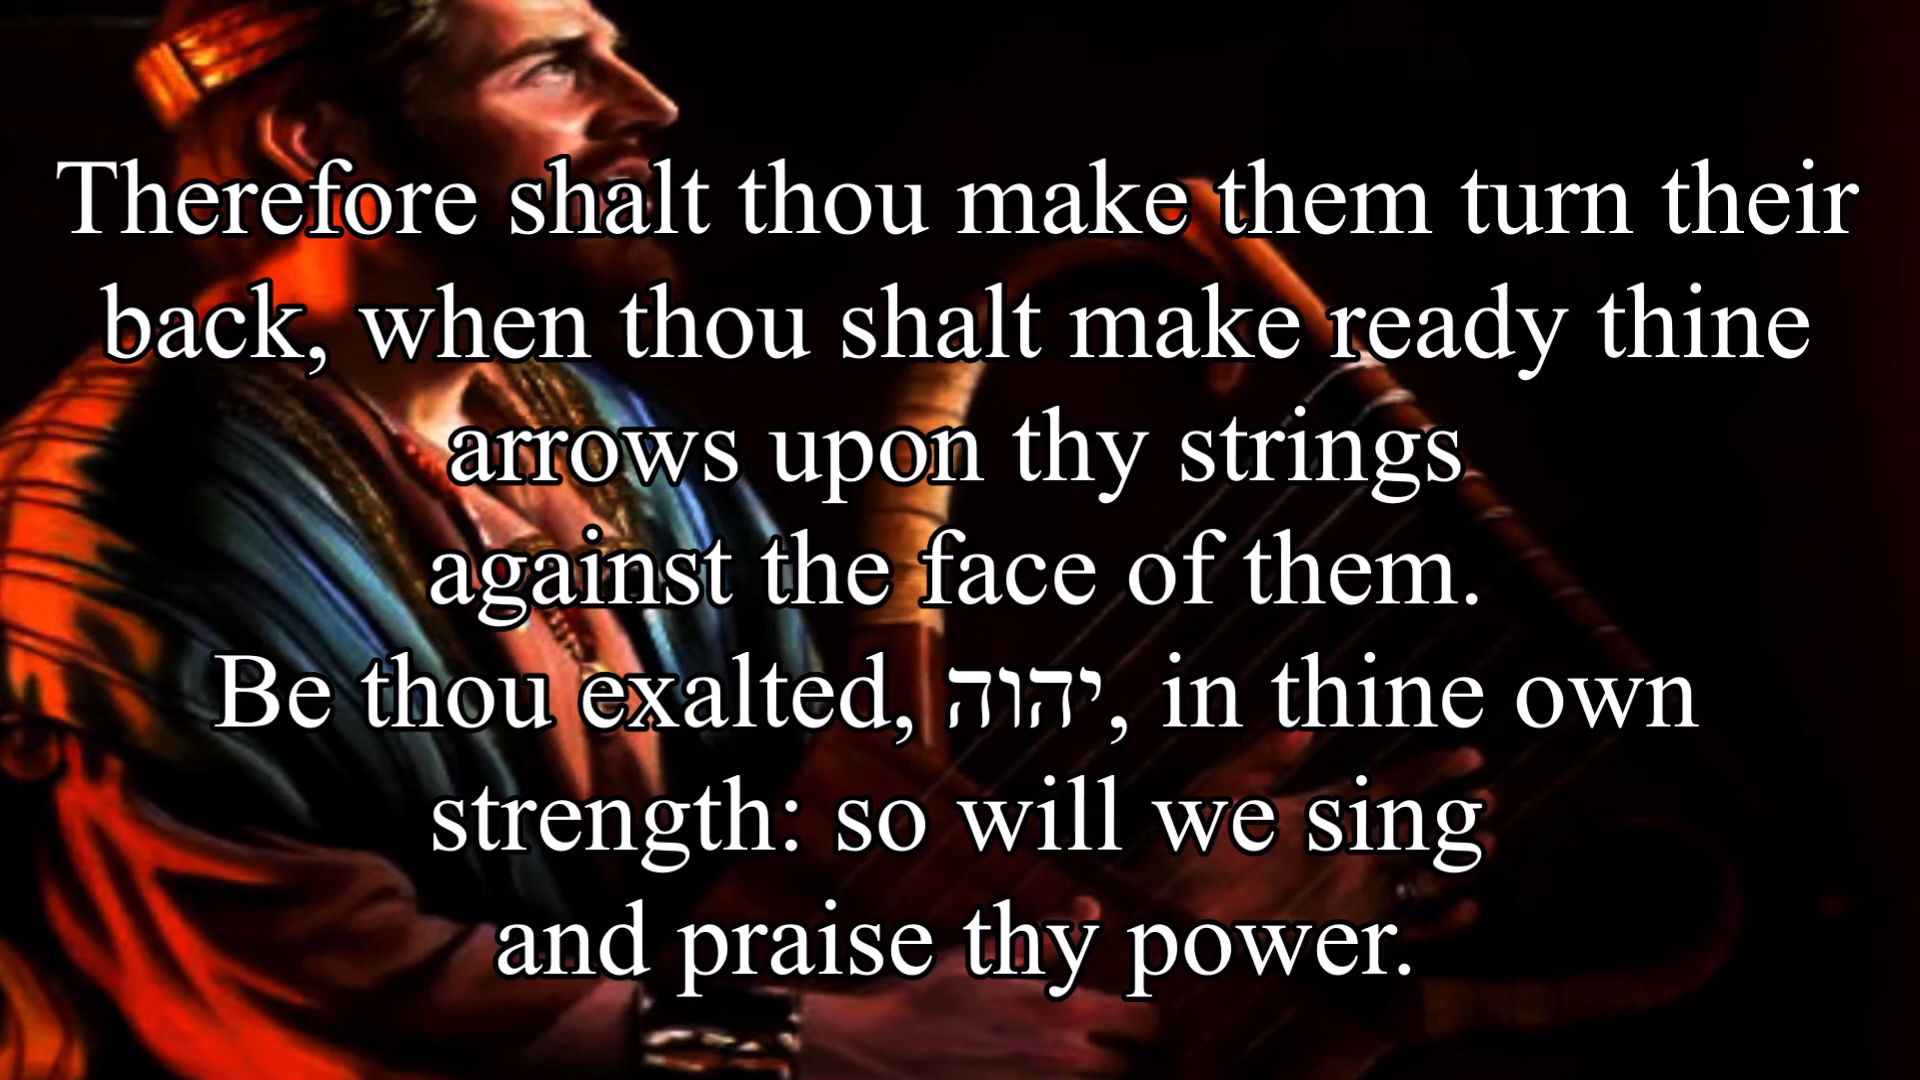 Therefore shalt thou make them turn their
back, when thou shalt make ready thine
arrows upon thy strings
against the face of them.
Be thou exalted, יהוה, in thine own
strength: so will we sing
and praise thy power.